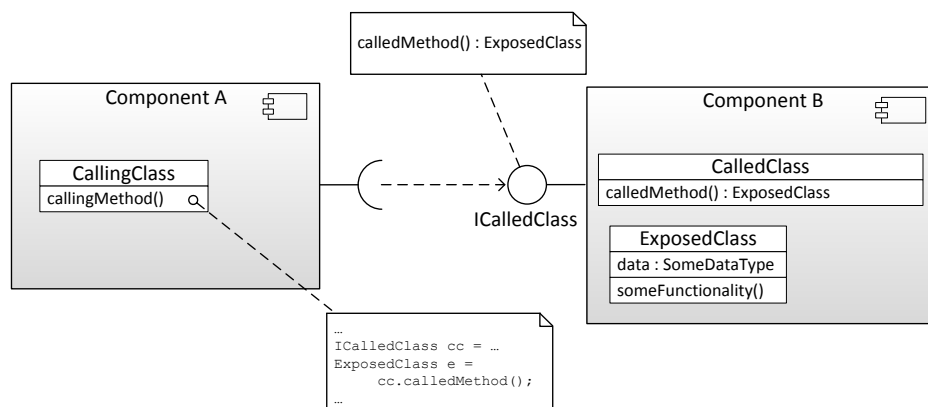 calledMethod() : ExposedClass
Component A
Component B
CallingClass
callingMethod()
ICalledClass
CalledClass
calledMethod() : ExposedClass
ExposedClass
data : SomeDataType
someFunctionality()
…
ICalledClass cc = …
ExposedClass e =
cc.calledMethod();
…